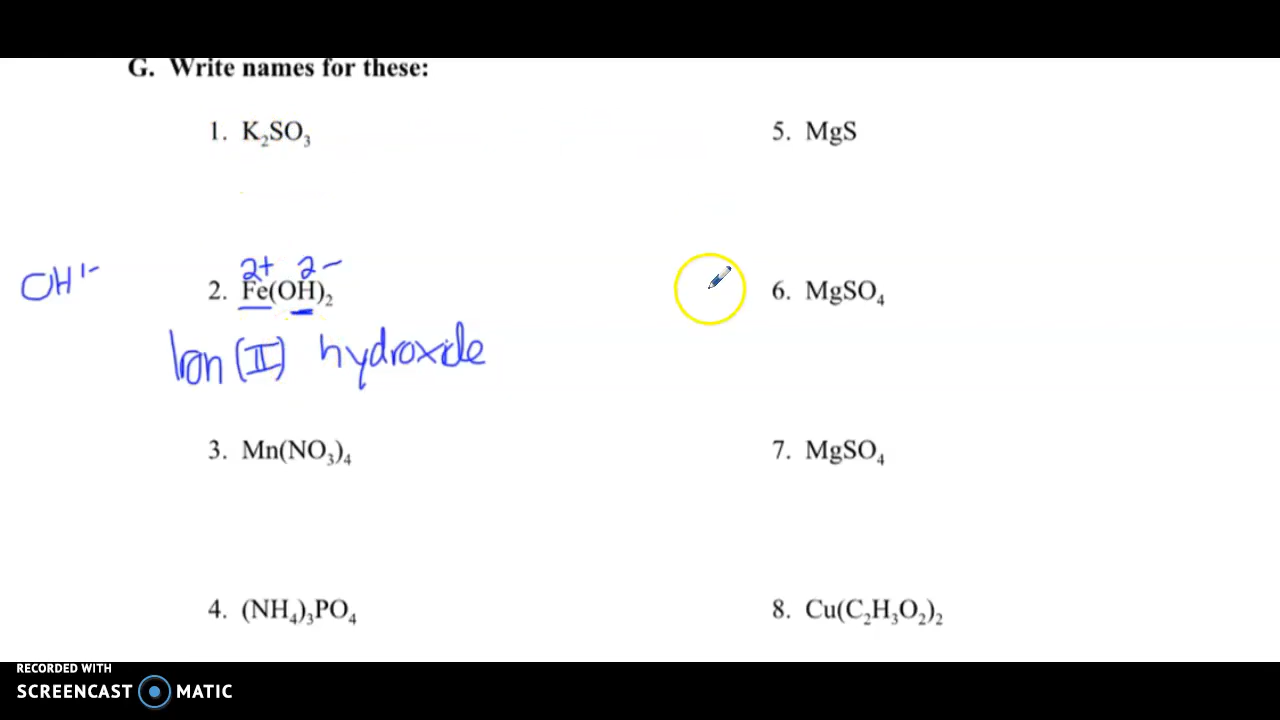 G. Write names for these:
1. K₂SO₃
5. MgS
OH¹⁻
2+ 2−
2. Fe(OH)₂
6. MgSO₄
Iron (II) hydroxide
3. Mn(NO₃)₄
7. MgSO₄
4. (NH₄)₃PO₄
8. Cu(C₂H₃O₂)₂
RECORDED WITH
SCREENCAST MATIC